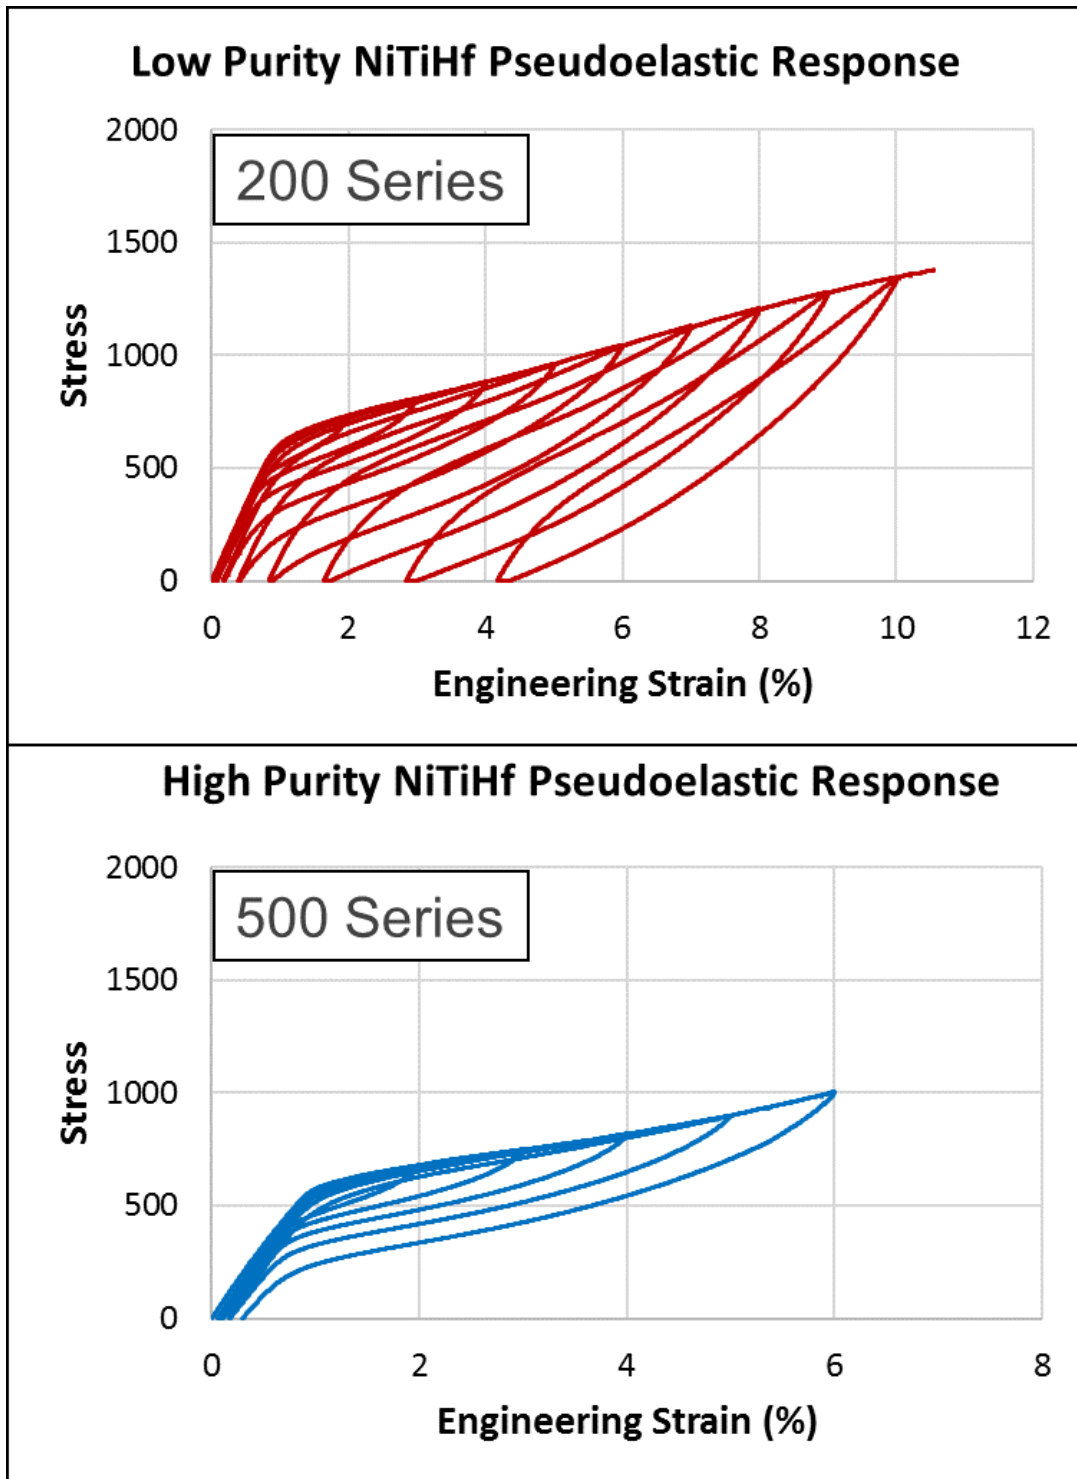 Low Purity NiTiHf Pseudoelastic Response
2000
200 Series
1500
Stress
1000
500
0
0 2 4 6 8 10 12
Engineering Strain (%)
High Purity NiTiHf Pseudoelastic Response
2000
500 Series
1500
Stress
1000
500
0
0 2 4 6 8
Engineering Strain (%)